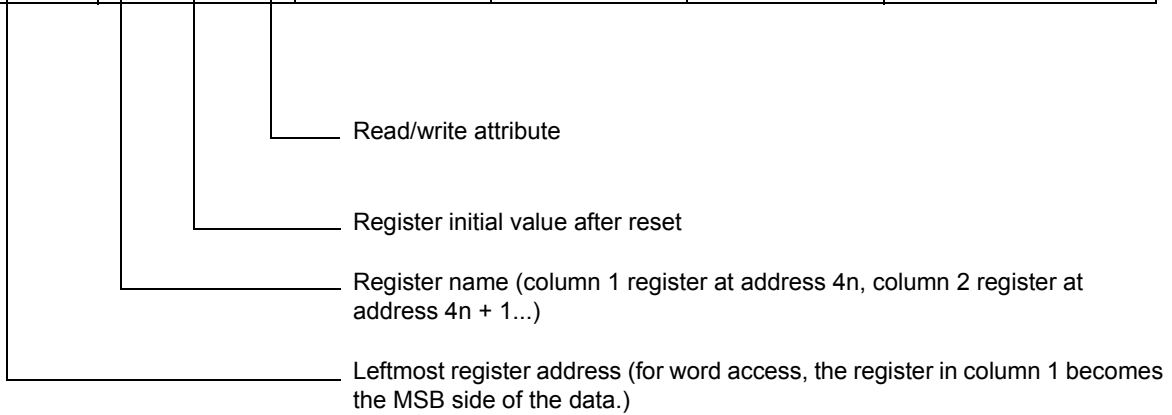 Read/write attribute
Register initial value after reset
Register name (column 1 register at address 4n, column 2 register at
address 4n + 1...)
Leftmost register address (for word access, the register in column 1 becomes
the MSB side of the data.)